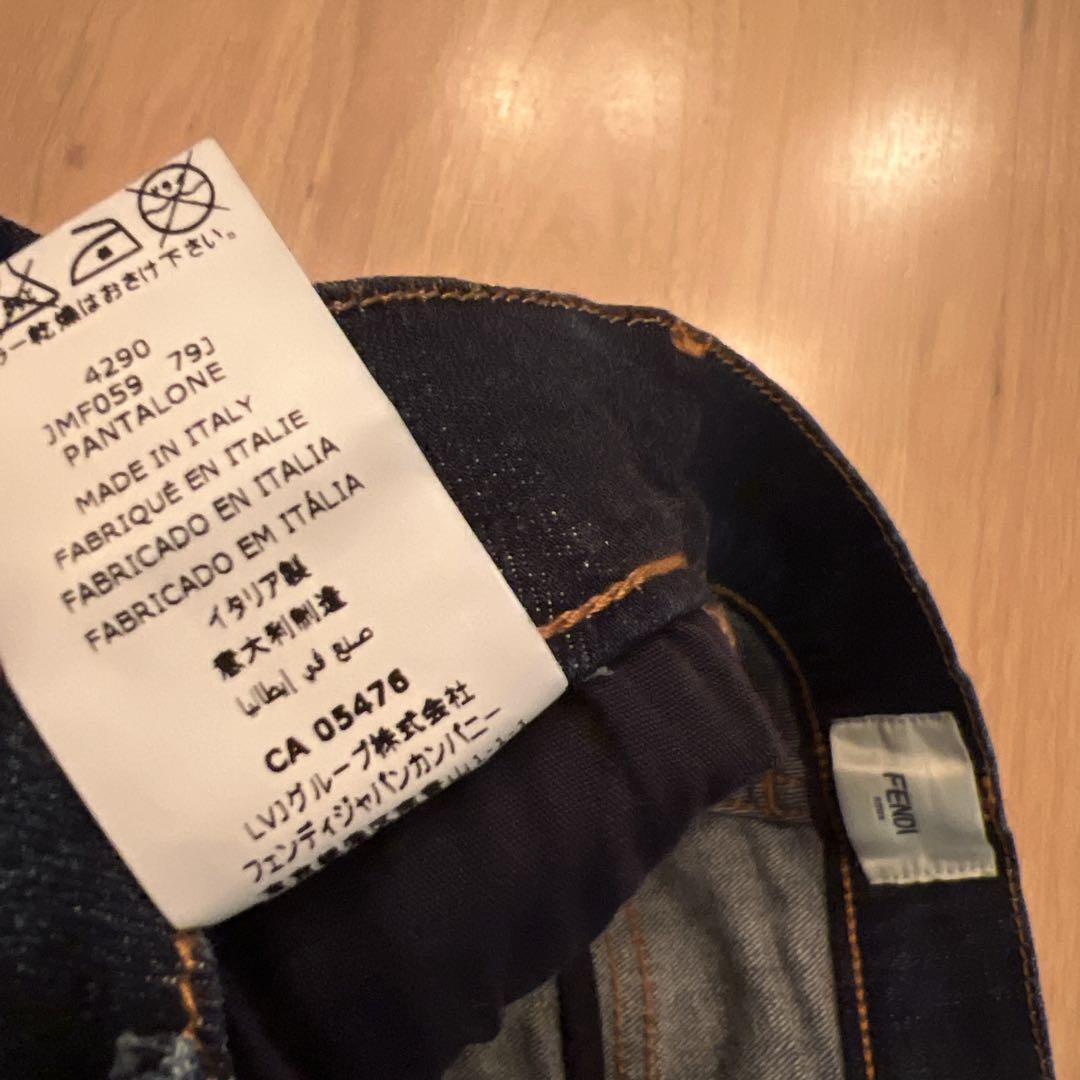 ラー乾燥はおさけ下さい。
4290
JMF059 79J
PANTALONE
MADE IN ITALY
FABRIQUÉ EN ITALIE
FABRICADO EN ITALIA
FABRICADO EM ITÁLIA
イタリア製
意大利制造
صنع في إيطاليا
CA 05476
LVJグループ株式会社
フェンディジャパンカンパニー
FENDI